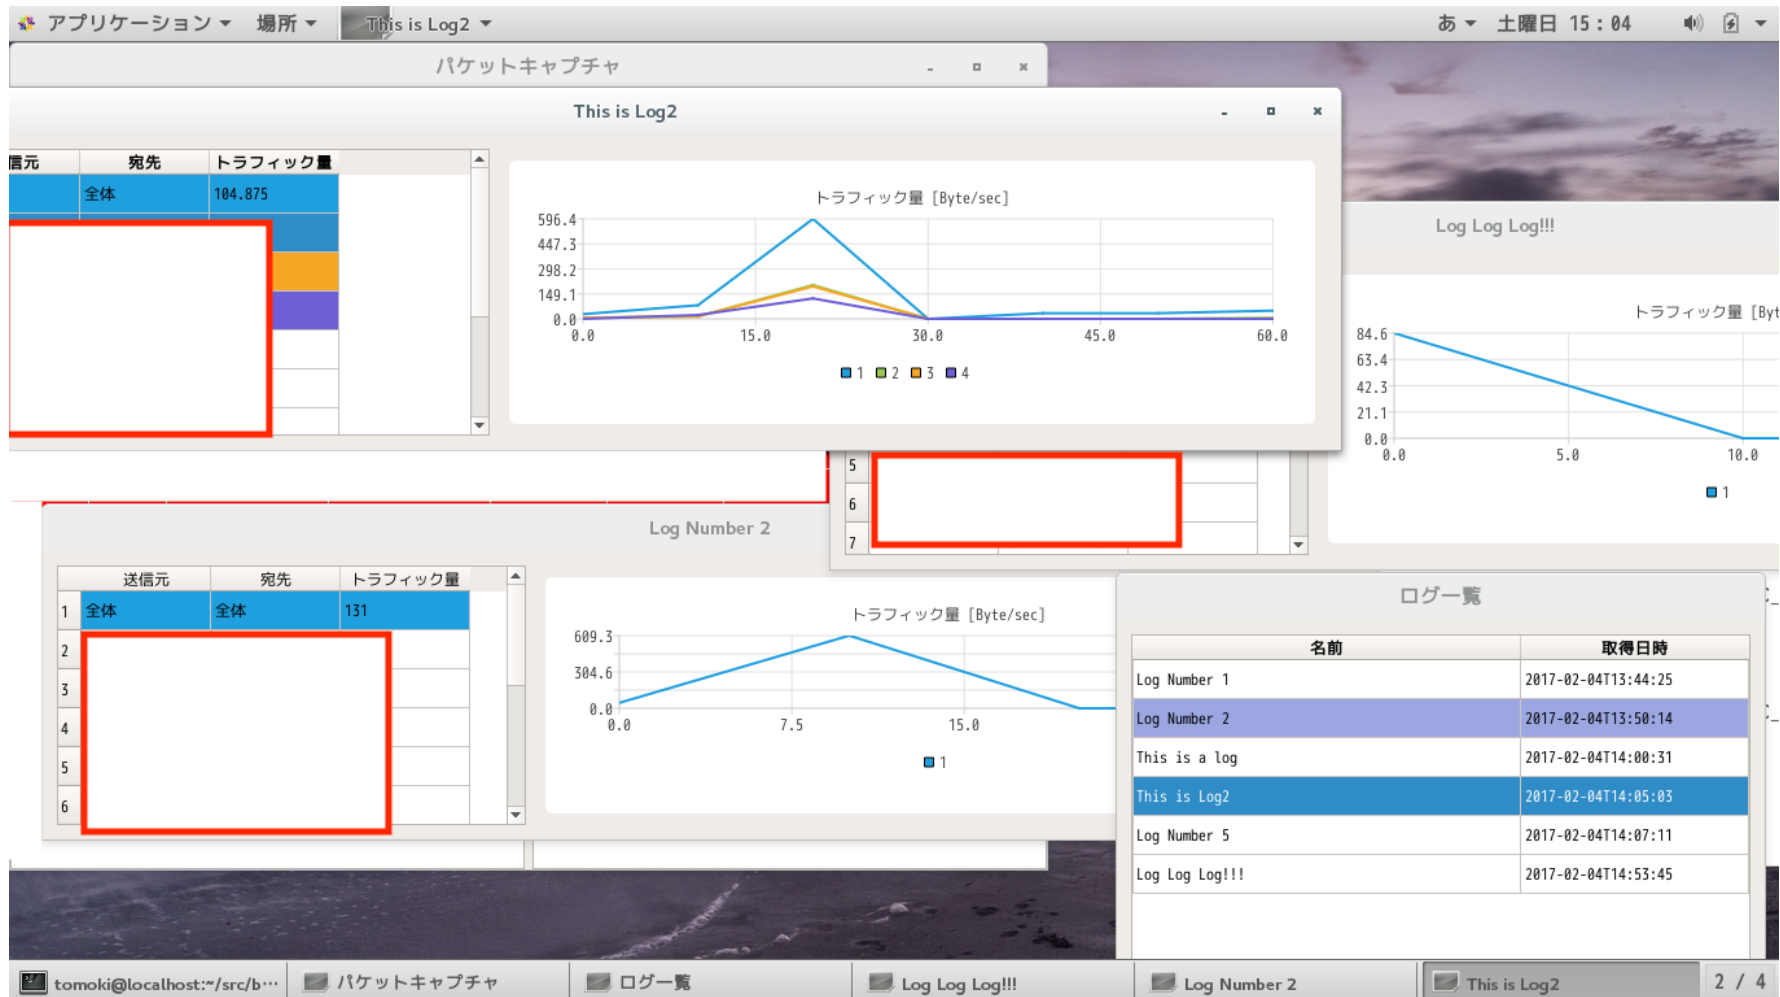 アプリケーション 場所 This is Log2 あ 土曜日 15：04
パケットキャプチャ
This is Log2
信元 宛先 トラフィック量
全体 104.875
トラフィック量 [Byte/sec]
596.4
447.3
298.2
149.1
0.0
0.0 15.0 30.0 45.0 60.0
1 2 3 4
Log Log Log!!!
トラフィック量 [Byt
84.6
63.4
42.3
21.1
0.0
0.0 5.0 10.0
1
5
6
7
Log Number 2
送信元 宛先 トラフィック量
1 全体 全体 131
2
3
4
5
6
トラフィック量 [Byte/sec]
609.3
304.6
0.0
0.0 7.5 15.0
1
ログ一覧
名前 取得日時
Log Number 1 2017-02-04T13:44:25
Log Number 2 2017-02-04T13:50:14
This is a log 2017-02-04T14:00:31
This is Log2 2017-02-04T14:05:03
Log Number 5 2017-02-04T14:07:11
Log Log Log!!! 2017-02-04T14:53:45
tomoki@localhost:~/src/b… パケットキャプチャ ログ一覧 Log Log Log!!! Log Number 2 This is Log2 2 / 4